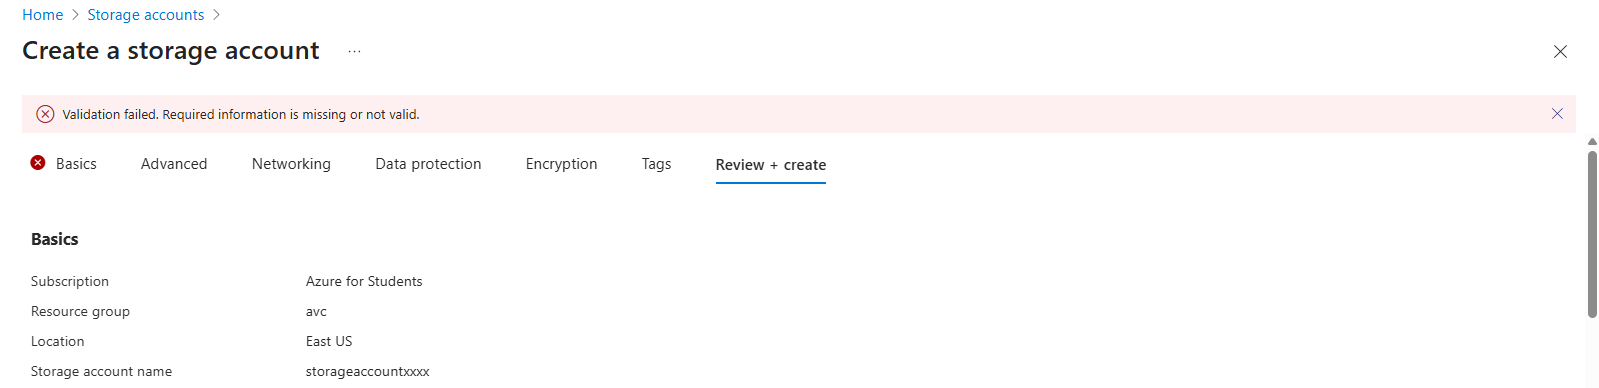 Home > Storage accounts >
Create a storage account ...
Validation failed. Required information is missing or not valid.
Basics Advanced Networking Data protection Encryption Tags Review + create
Basics
Subscription Azure for Students
Resource group avc
Location East US
Storage account name storageaccountxxxx